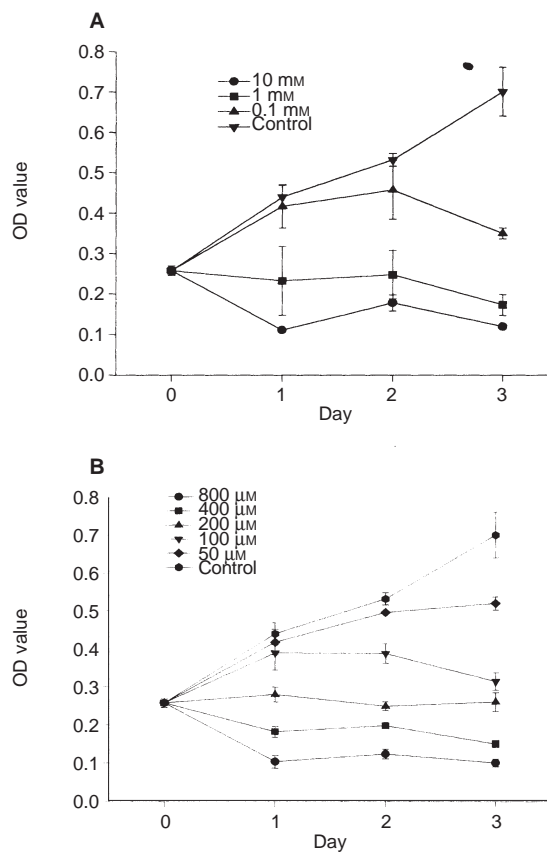 A
0.8
0.7
0.6
0.5
0.4
0.3
0.2
0.1
0.0
OD value
10 mM
1 mM
0.1 mM
Control
0
1
2
3
Day
B
0.8
0.7
0.6
0.5
0.4
0.3
0.2
0.1
0.0
OD value
800 μM
400 μM
200 μM
100 μM
50 μM
Control
0
1
2
3
Day